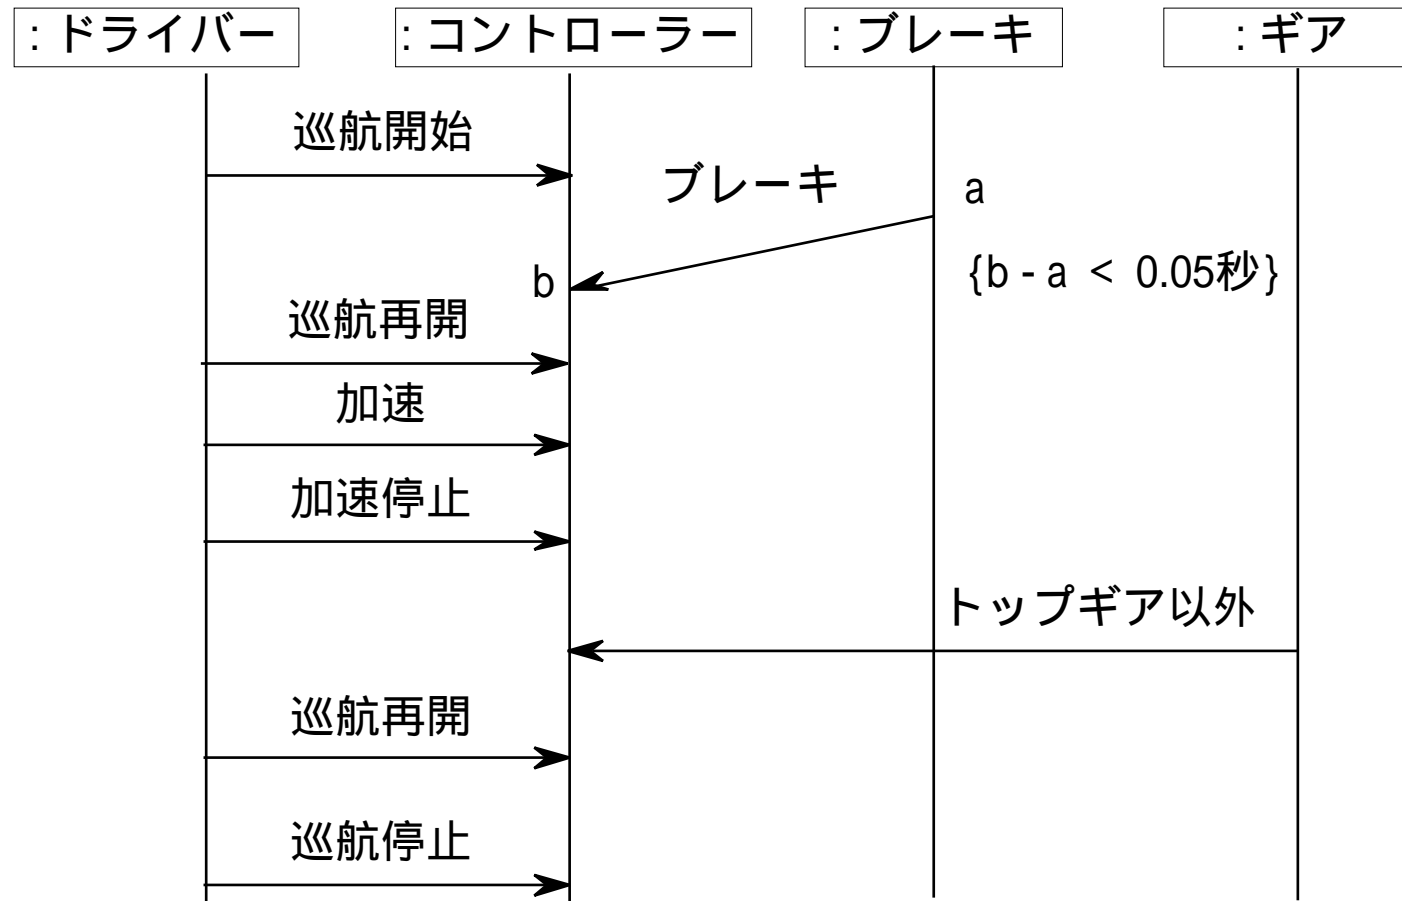 : ドライバー
: コントローラー
: ブレーキ
: ギア
巡航開始
ブレーキ
a
b
{b - a < 0.05秒}
巡航再開
加速
加速停止
トップギア以外
巡航再開
巡航停止